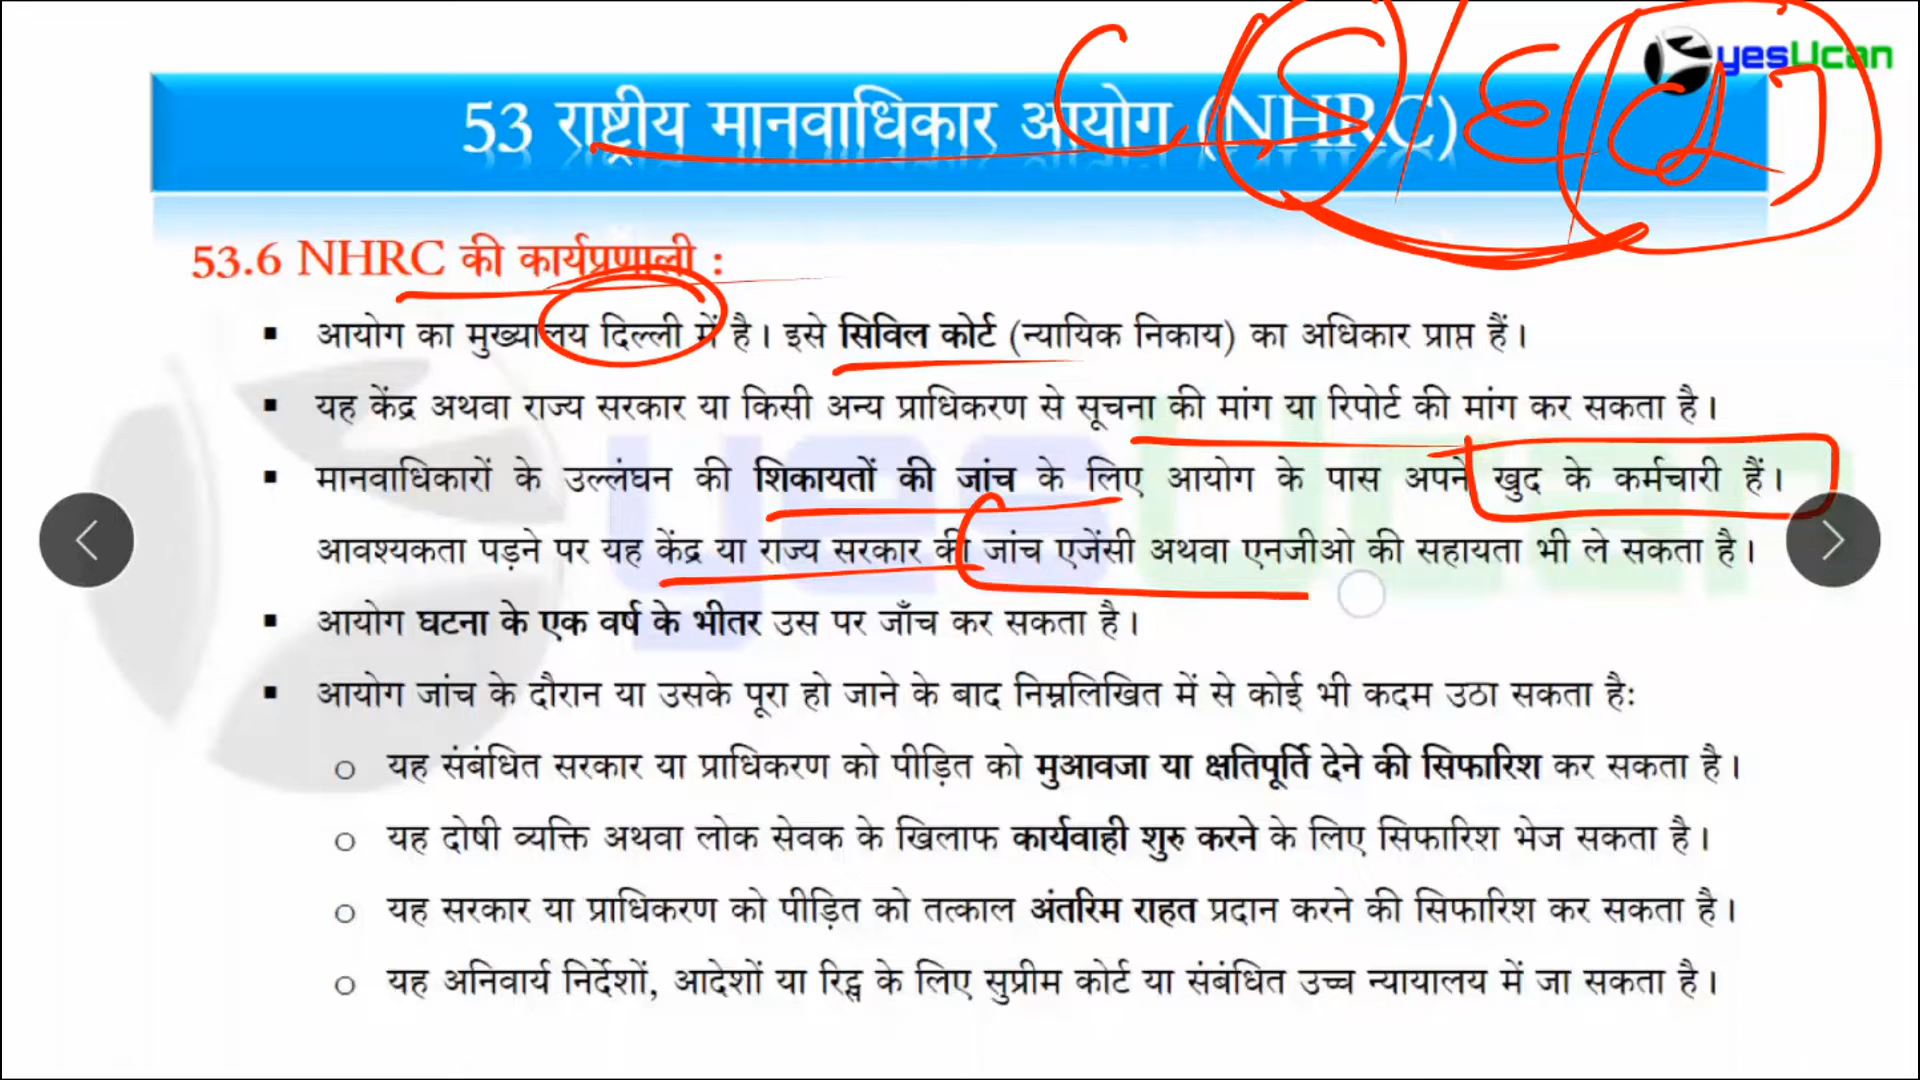 yesUcan
53 राष्ट्रीय मानवाधिकार आयोग (NHRC)
53.6 NHRC की कार्यप्रणाली :
▪ आयोग का मुख्यालय दिल्ली में है। इसे सिविल कोर्ट (न्यायिक निकाय) का अधिकार प्राप्त हैं।
▪ यह केंद्र अथवा राज्य सरकार या किसी अन्य प्राधिकरण से सूचना की मांग या रिपोर्ट की मांग कर सकता है।
▪ मानवाधिकारों के उल्लंघन की शिकायतों की जांच के लिए आयोग के पास अपने खुद के कर्मचारी हैं।
आवश्यकता पड़ने पर यह केंद्र या राज्य सरकार की जांच एजेंसी अथवा एनजीओ की सहायता भी ले सकता है।
▪ आयोग घटना के एक वर्ष के भीतर उस पर जाँच कर सकता है।
▪ आयोग जांच के दौरान या उसके पूरा हो जाने के बाद निम्नलिखित में से कोई भी कदम उठा सकता है:
o यह संबंधित सरकार या प्राधिकरण को पीड़ित को मुआवजा या क्षतिपूर्ति देने की सिफारिश कर सकता है।
o यह दोषी व्यक्ति अथवा लोक सेवक के खिलाफ कार्यवाही शुरु करने के लिए सिफारिश भेज सकता है।
o यह सरकार या प्राधिकरण को पीड़ित को तत्काल अंतरिम राहत प्रदान करने की सिफारिश कर सकता है।
o यह अनिवार्य निर्देशों, आदेशों या रिट्स के लिए सुप्रीम कोर्ट या संबंधित उच्च न्यायालय में जा सकता है।